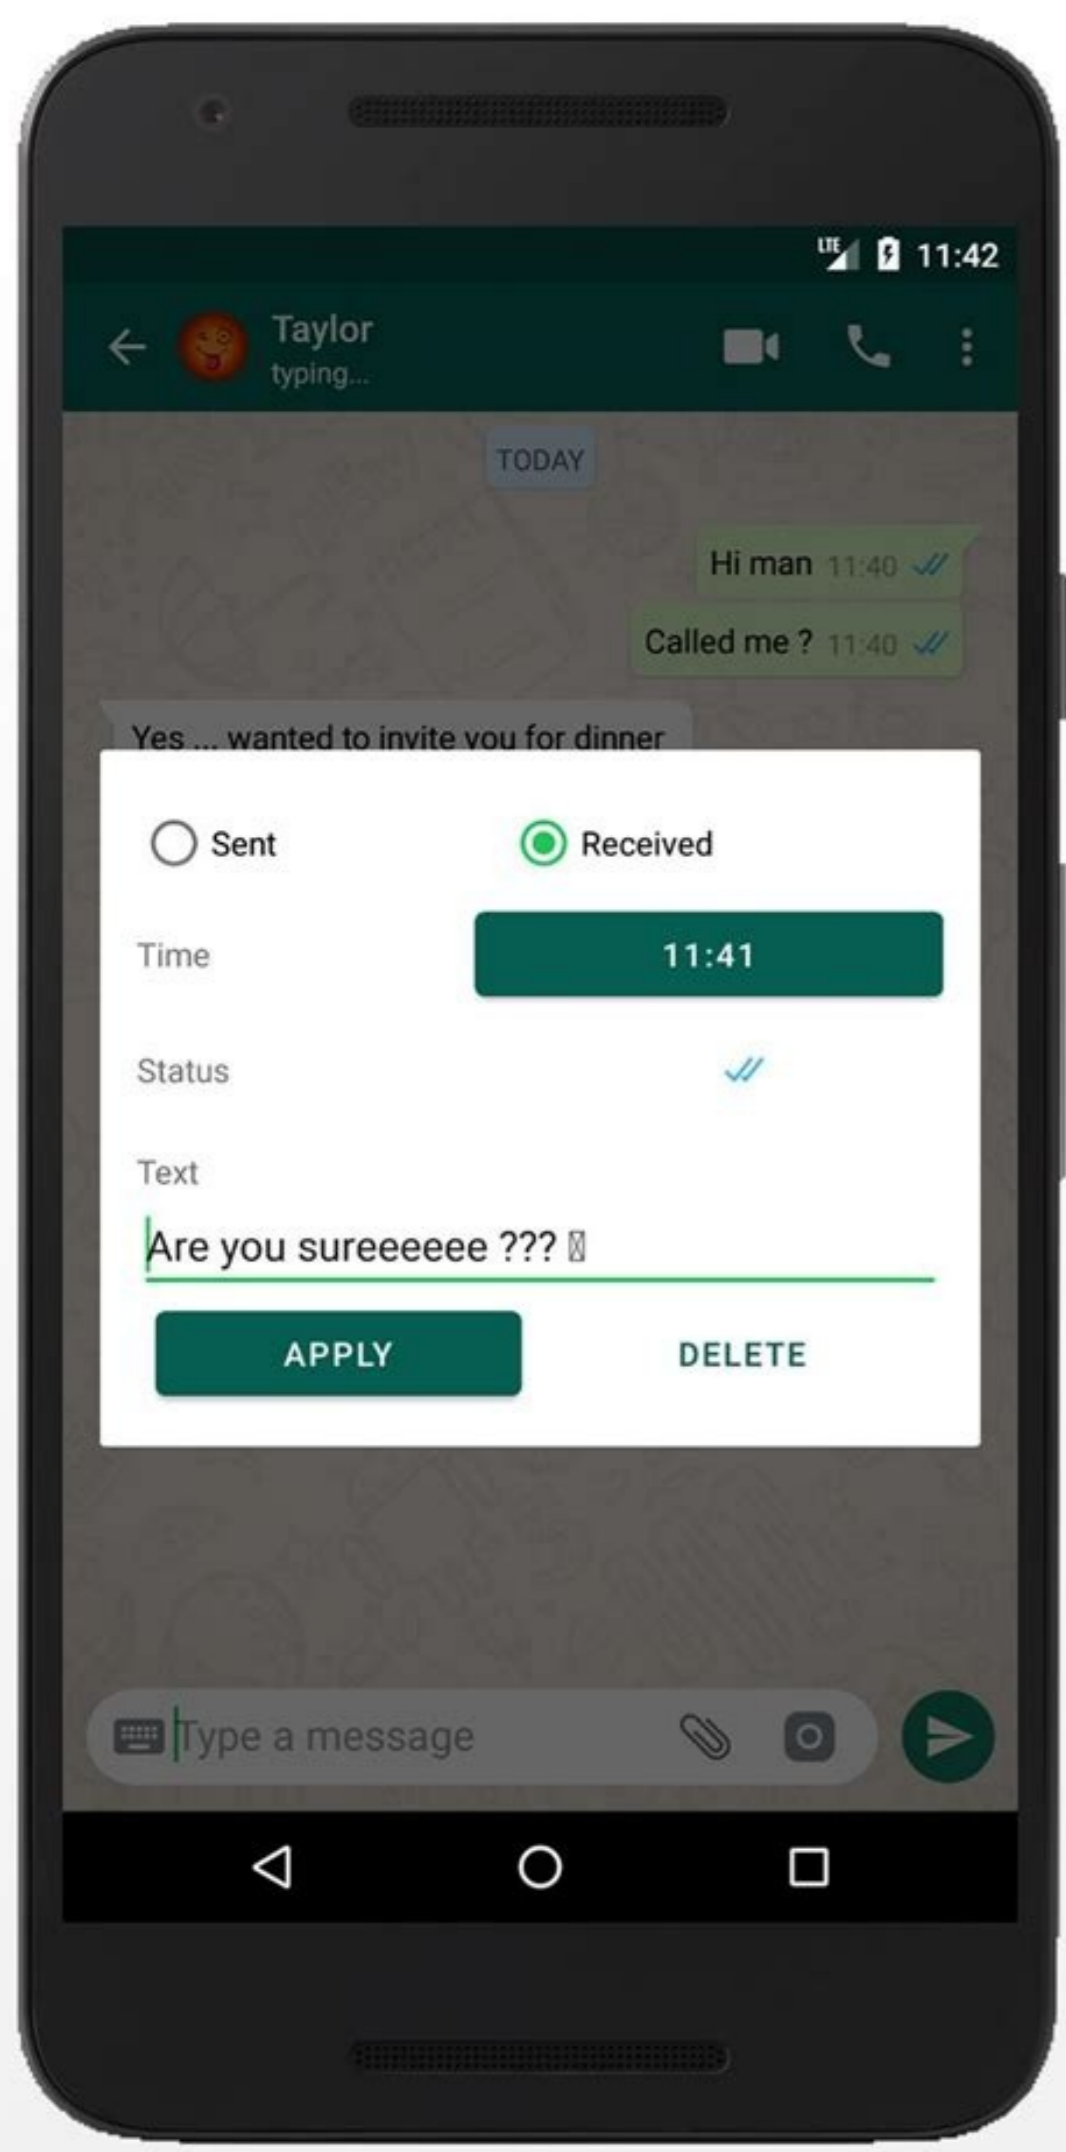 LTE 11:42
Taylor
typing...
TODAY
Hi man 11:40
Called me ? 11:40
Yes ... wanted to invite you for dinner
Sent Received
Time 11:41
Status
Text
Are you sureeeeee ???
APPLY DELETE
Type a message